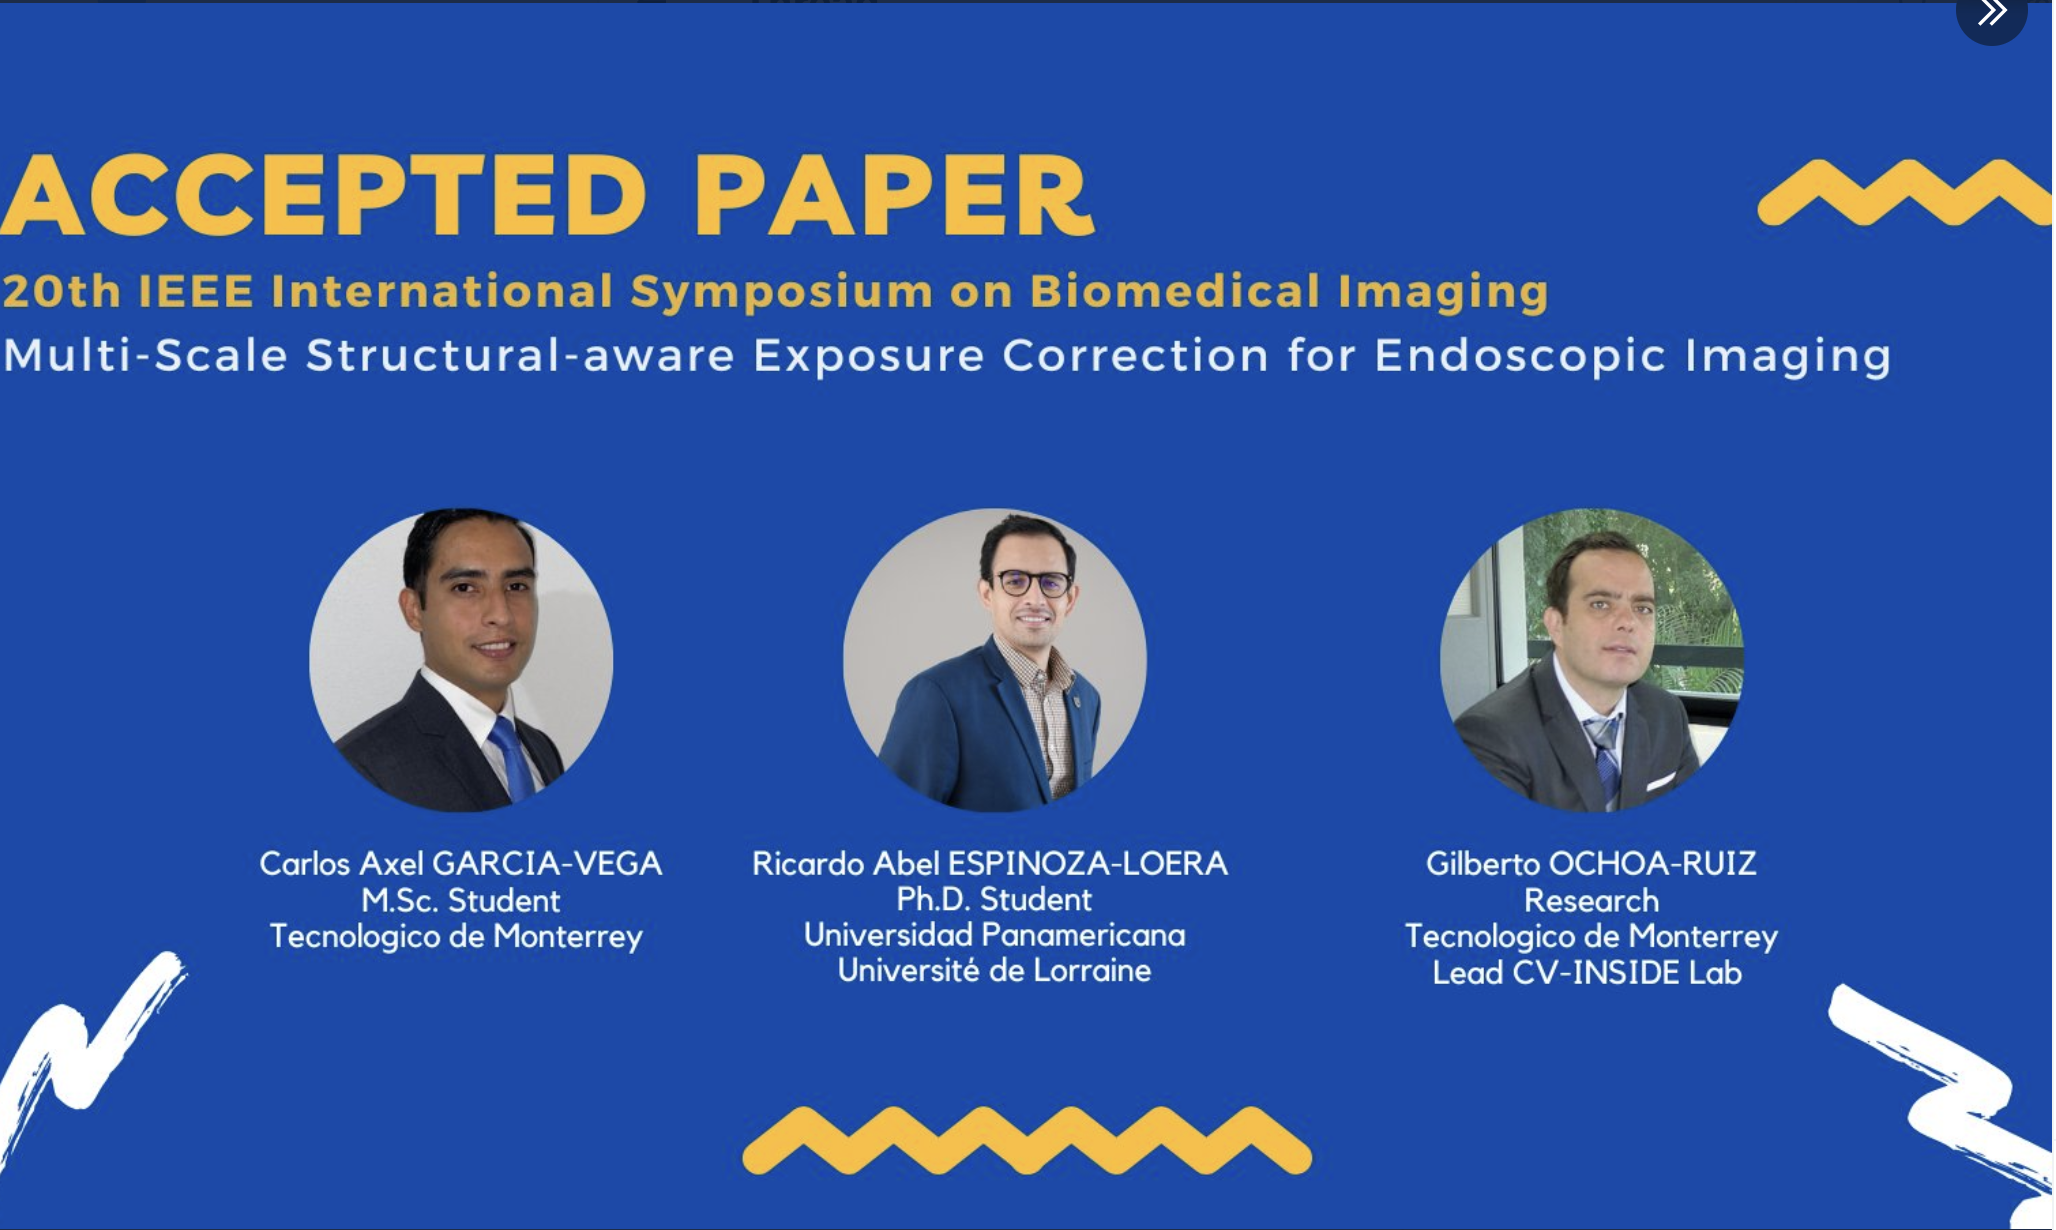 ACCEPTED PAPER
20th IEEE International Symposium on Biomedical Imaging
Multi-Scale Structural-aware Exposure Correction for Endoscopic Imaging
Carlos Axel GARCIA-VEGA
M.Sc. Student
Tecnologico de Monterrey
Ricardo Abel ESPINOZA-LOERA
Ph.D. Student
Universidad Panamericana
Université de Lorraine
Gilberto OCHOA-RUIZ
Research
Tecnologico de Monterrey
Lead CV-INSIDE Lab